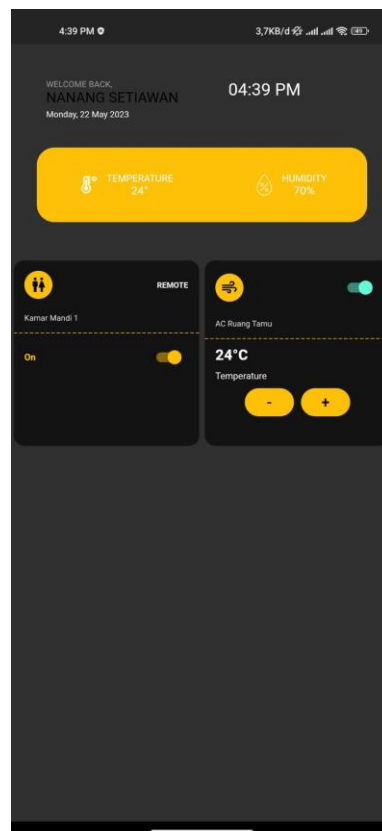 4:39 PM
3,7KB/d
49
WELCOME BACK,
NANANG SETIAWAN
Monday, 22 May 2023
04:39 PM
TEMPERATURE
24°
%
HUMIDITY
70%
REMOTE
Kamar Mandi 1
On
AC Ruang Tamu
24°C
Temperature
-
+